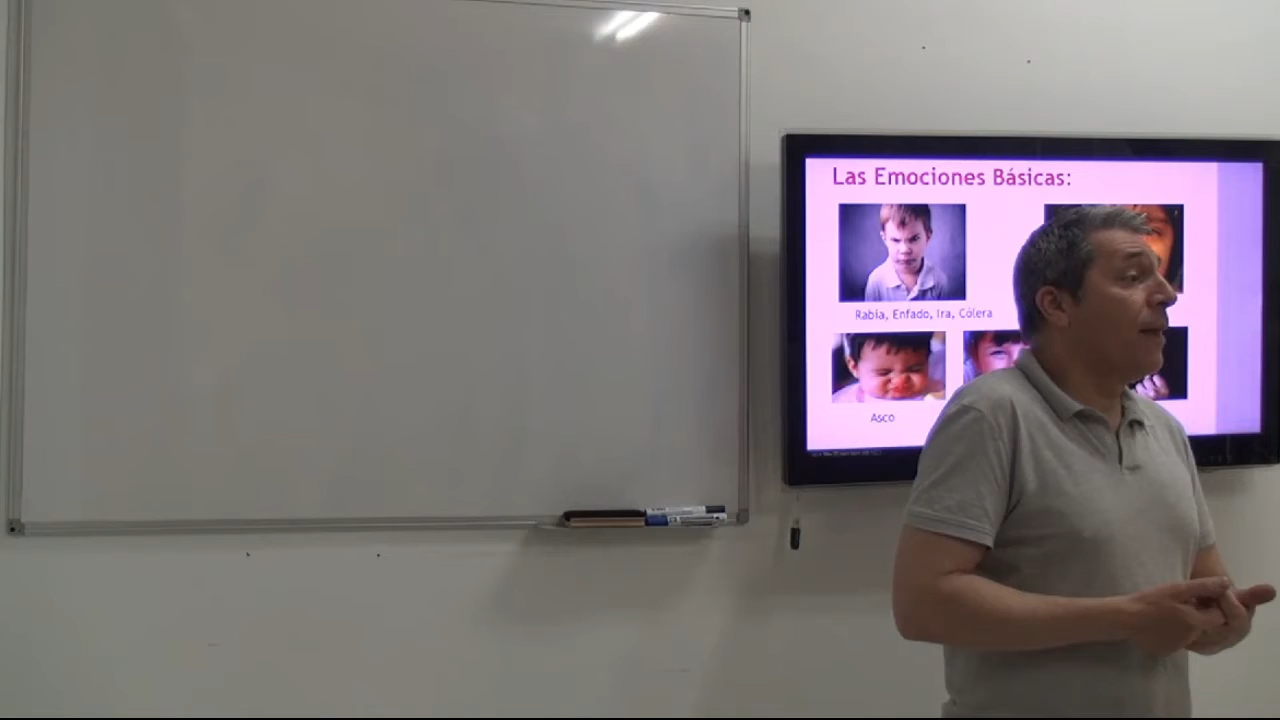 Las Emociones Básicas:
Rabia, Enfado, Ira, Cólera
Asco